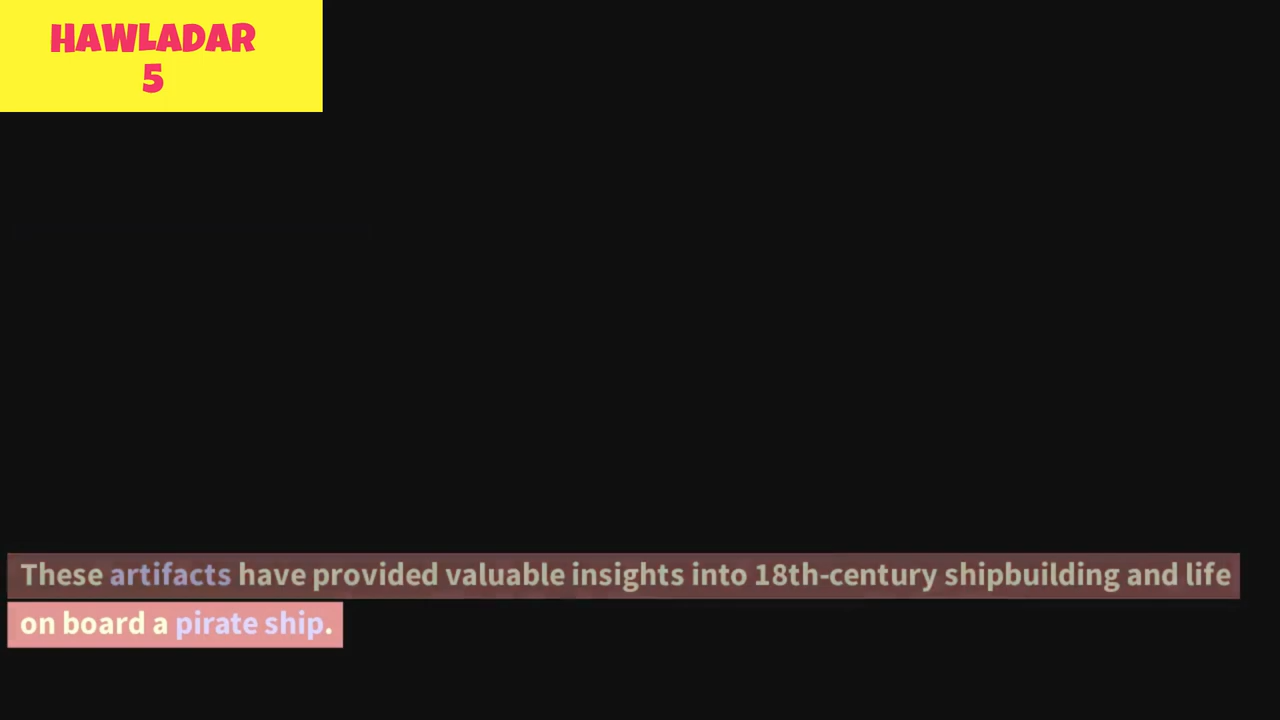 HAWLADAR
5
These artifacts have provided valuable insights into 18th-century shipbuilding and life
on board a pirate ship.